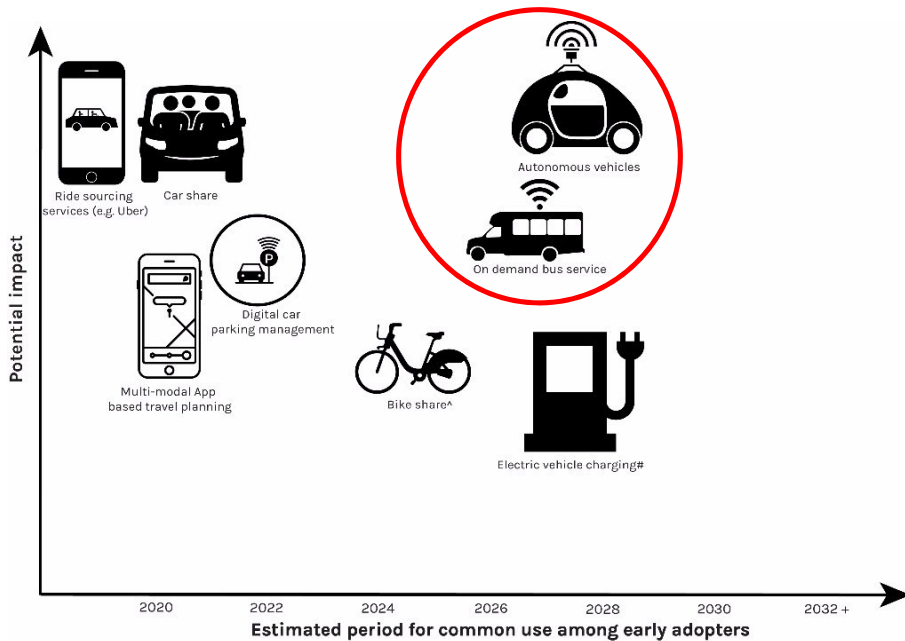 Potential impact
Ride sourcing
services (e.g. Uber)
Car share
Autonomous vehicles
On demand bus service
P
Digital car
parking management
Multi-modal App
based travel planning
Bike share^
Electric vehicle charging#
2020
2022
2024
2026
2028
2030
2032 +
Estimated period for common use among early adopters